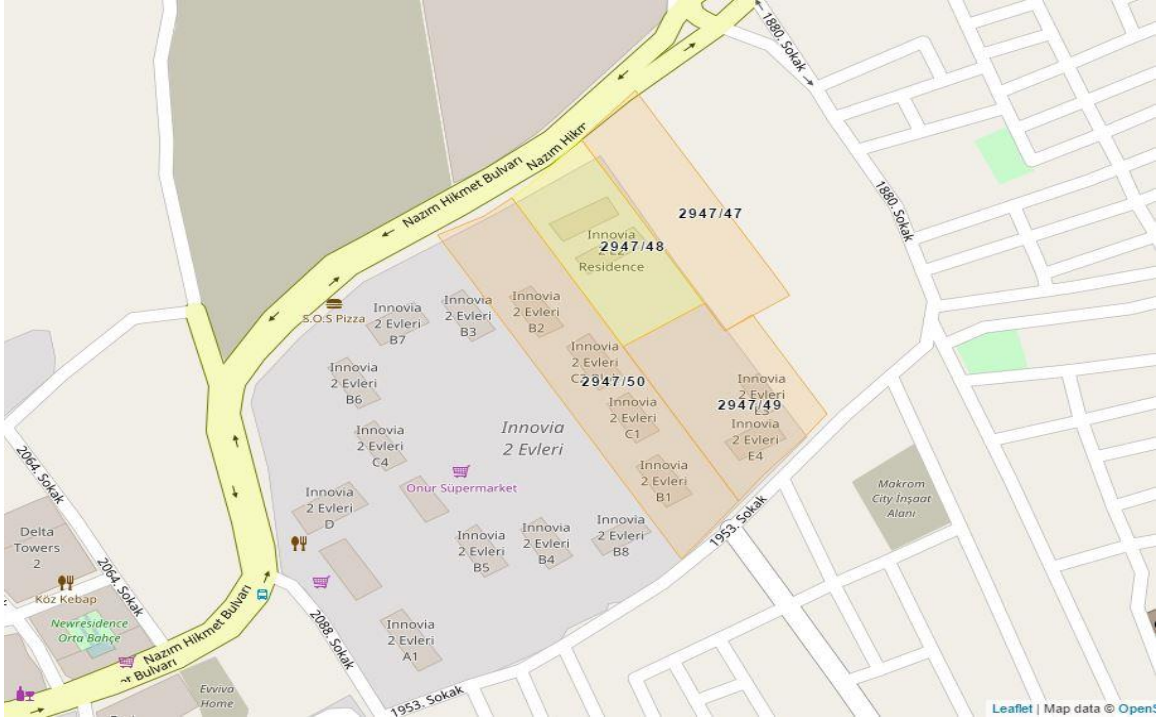 1880. Sokak
Nazım Hikmet Bulvarı
Nazım Hikm
1880. Sokak
2947/47
Innovia
2947/48
Residence
S.O.S Pizza
Innovia
2 Evleri
B7
Innovia
2 Evleri
B3
Innovia
2 Evleri
B2
Innovia
2 Evleri
2947/50
Innovia
2 Evleri
B6
Innovia
2 Evleri
C1
Innovia
2 Evleri
2947/49
Innovia
E4
Innovia
2 Evleri
C4
Innovia
2 Evleri
Onur Süpermarket
Innovia
2 Evleri
B1
Makrom
City İnşaat
Alanı
2064. Sokak
Innovia
2 Evleri
D
Innovia
2 Evleri
B5
Innovia
2 Evleri
B4
Innovia
2 Evleri
B8
1953. Sokak
Delta
Towers
2
2064. Sokak
Köz Kebap
Newresidence
Orta Bahçe
Nazım Hikmet Bulvarı
et Bulvarı
2088. Sokak
Innovia
2 Evleri
A1
Evviva
Home
1953. Sokak
Leaflet | Map data © OpenS